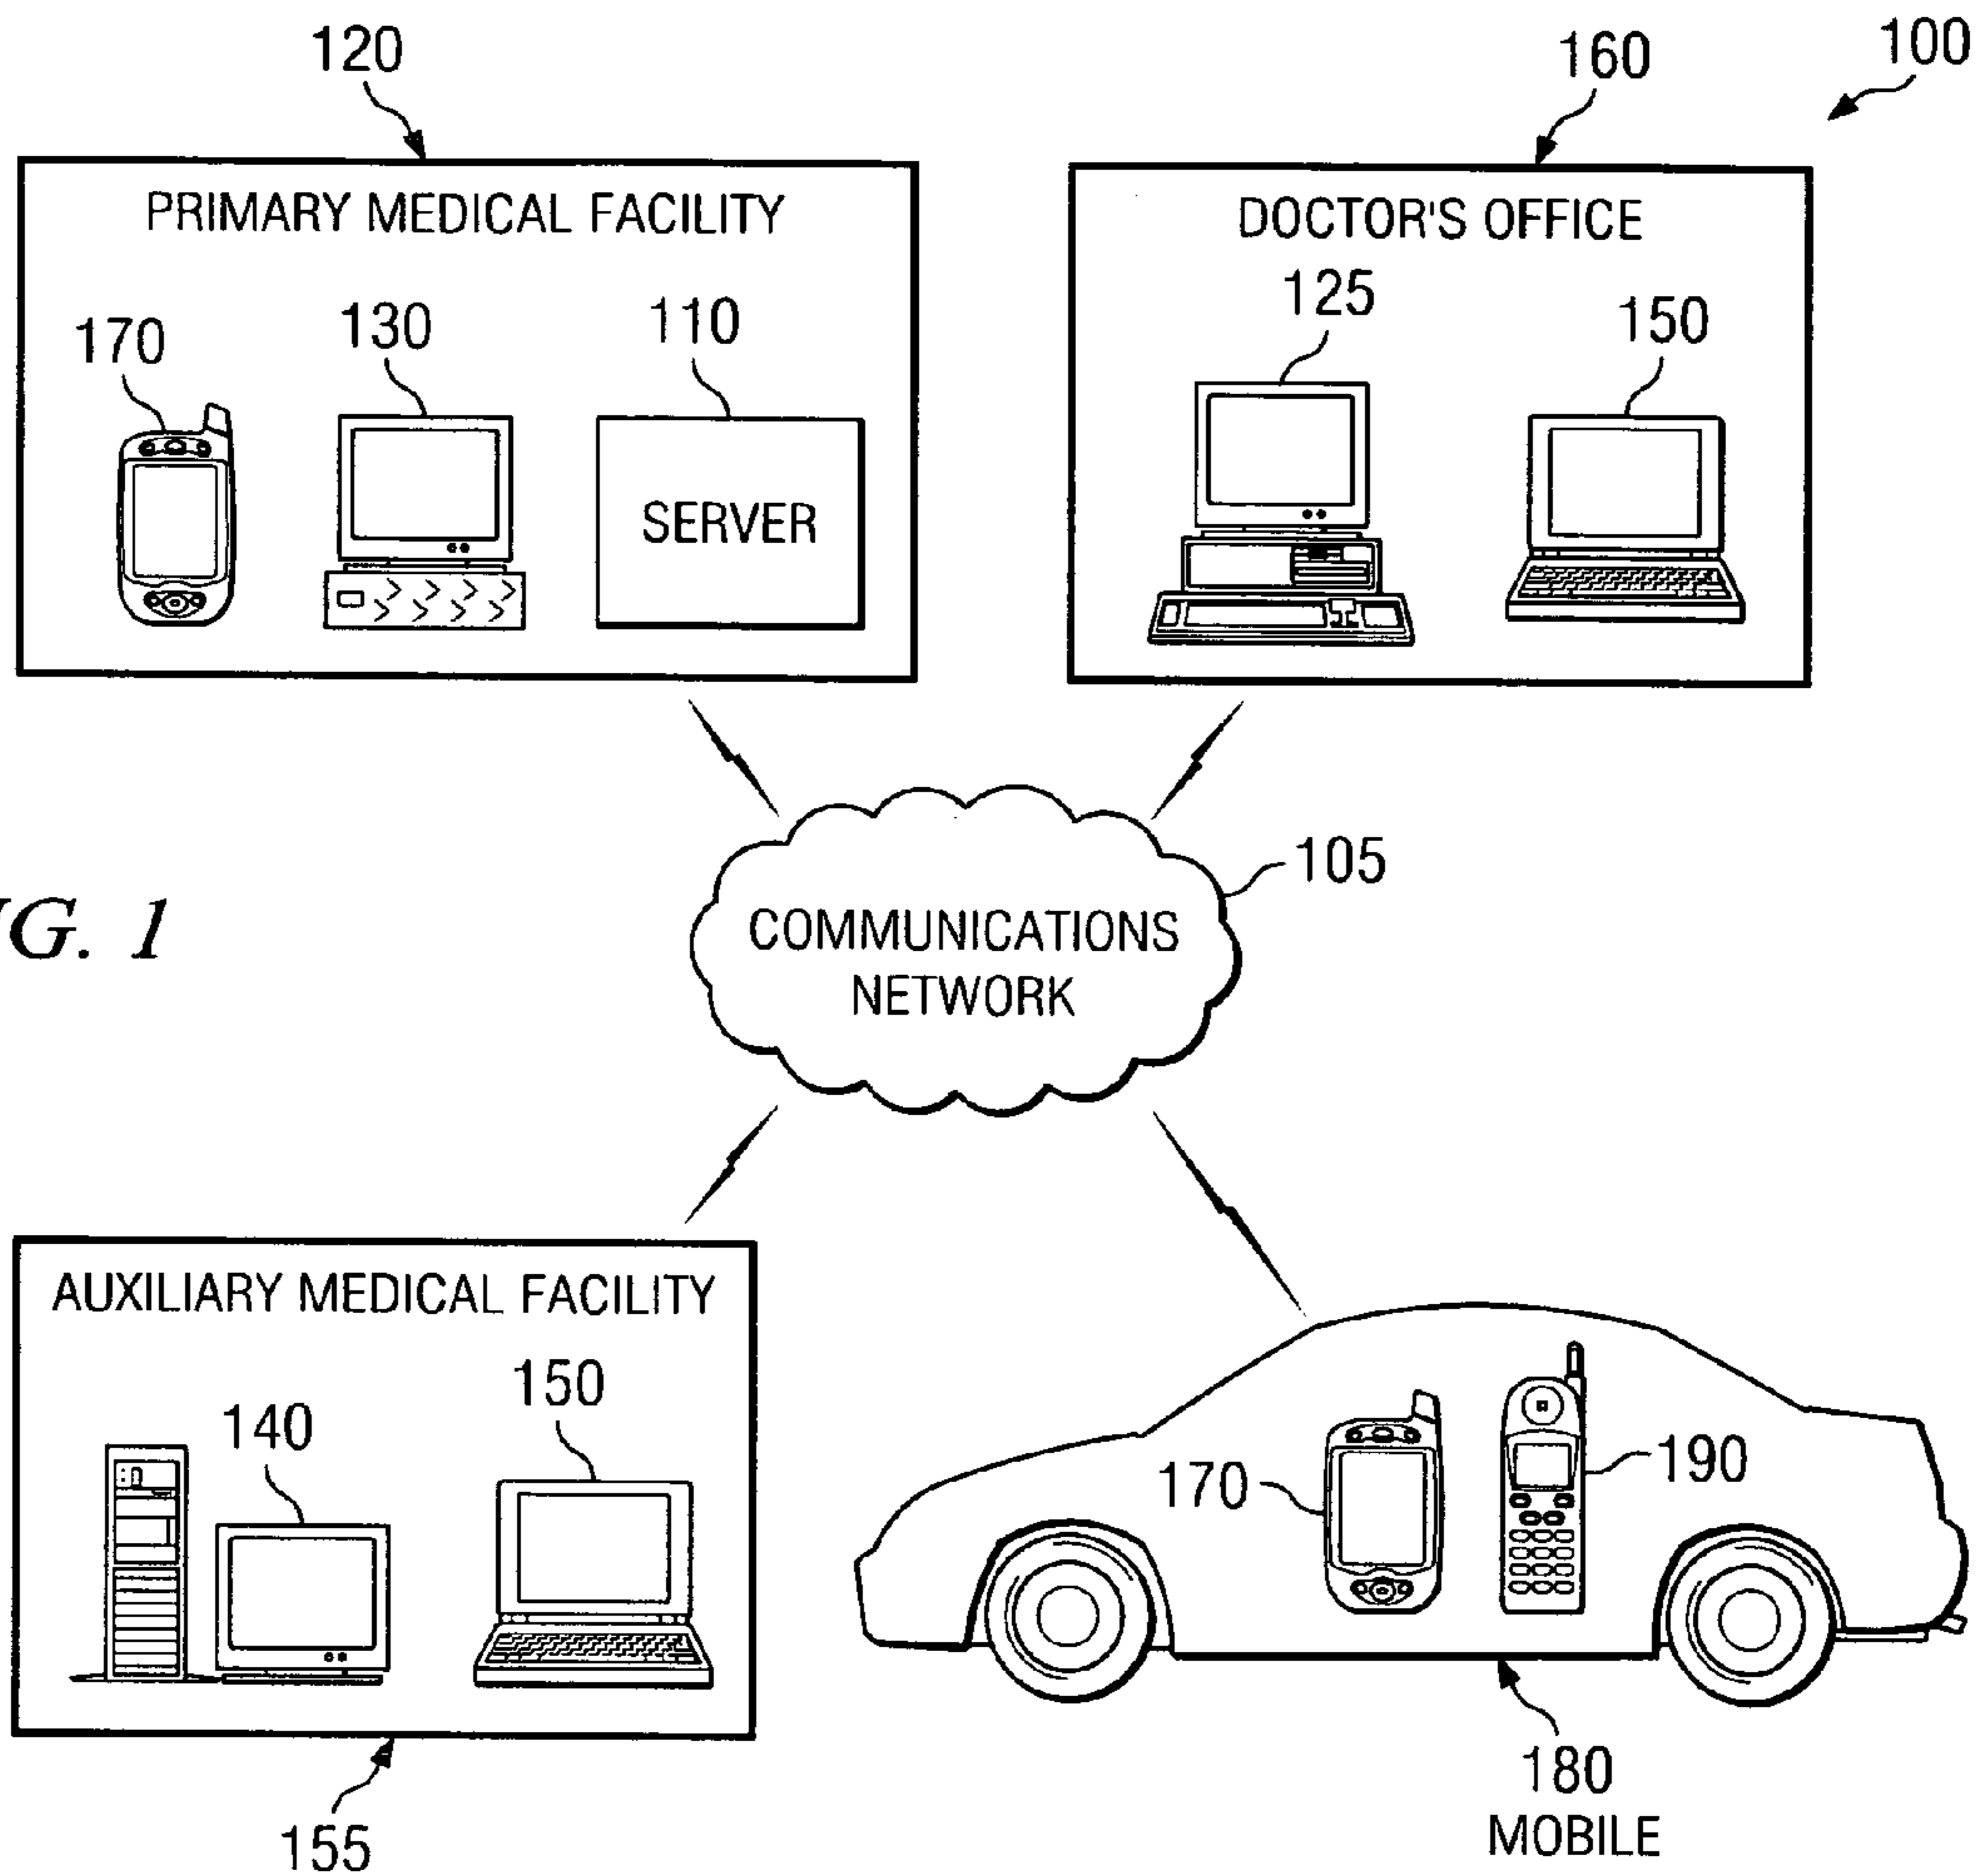 120
160
100
PRIMARY MEDICAL FACILITY
170
130
110
SERVER
DOCTOR'S OFFICE
125
150
105
COMMUNICATIONS
NETWORK
G. 1
AUXILIARY MEDICAL FACILITY
140
150
155
170
190
180
MOBILE